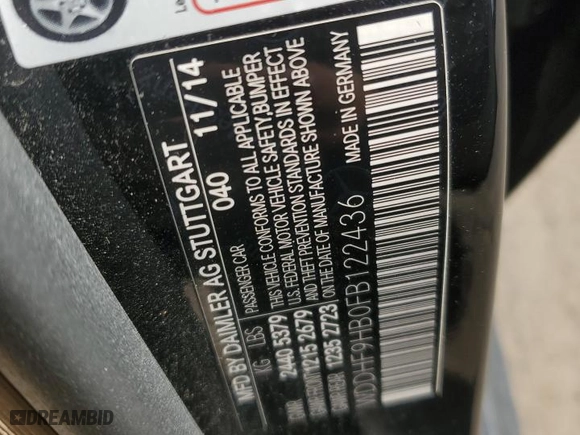 MFD BY DAIMLER AG STUTTGART
040 11/14
PASSENGER CAR
THIS VEHICLE CONFORMS TO ALL APPLICABLE
U.S. FEDERAL MOTOR VEHICLE SAFETY/BUMPER
AND THEFT PREVENTION STANDARDS IN EFFECT
ON THE DATE OF MANUFACTURE SHOWN ABOVE
KG LBS
2440 5379
1215 2679
1235 2723
MADE IN GERMANY
WDDHF9HB0FB122436
DREAMBID